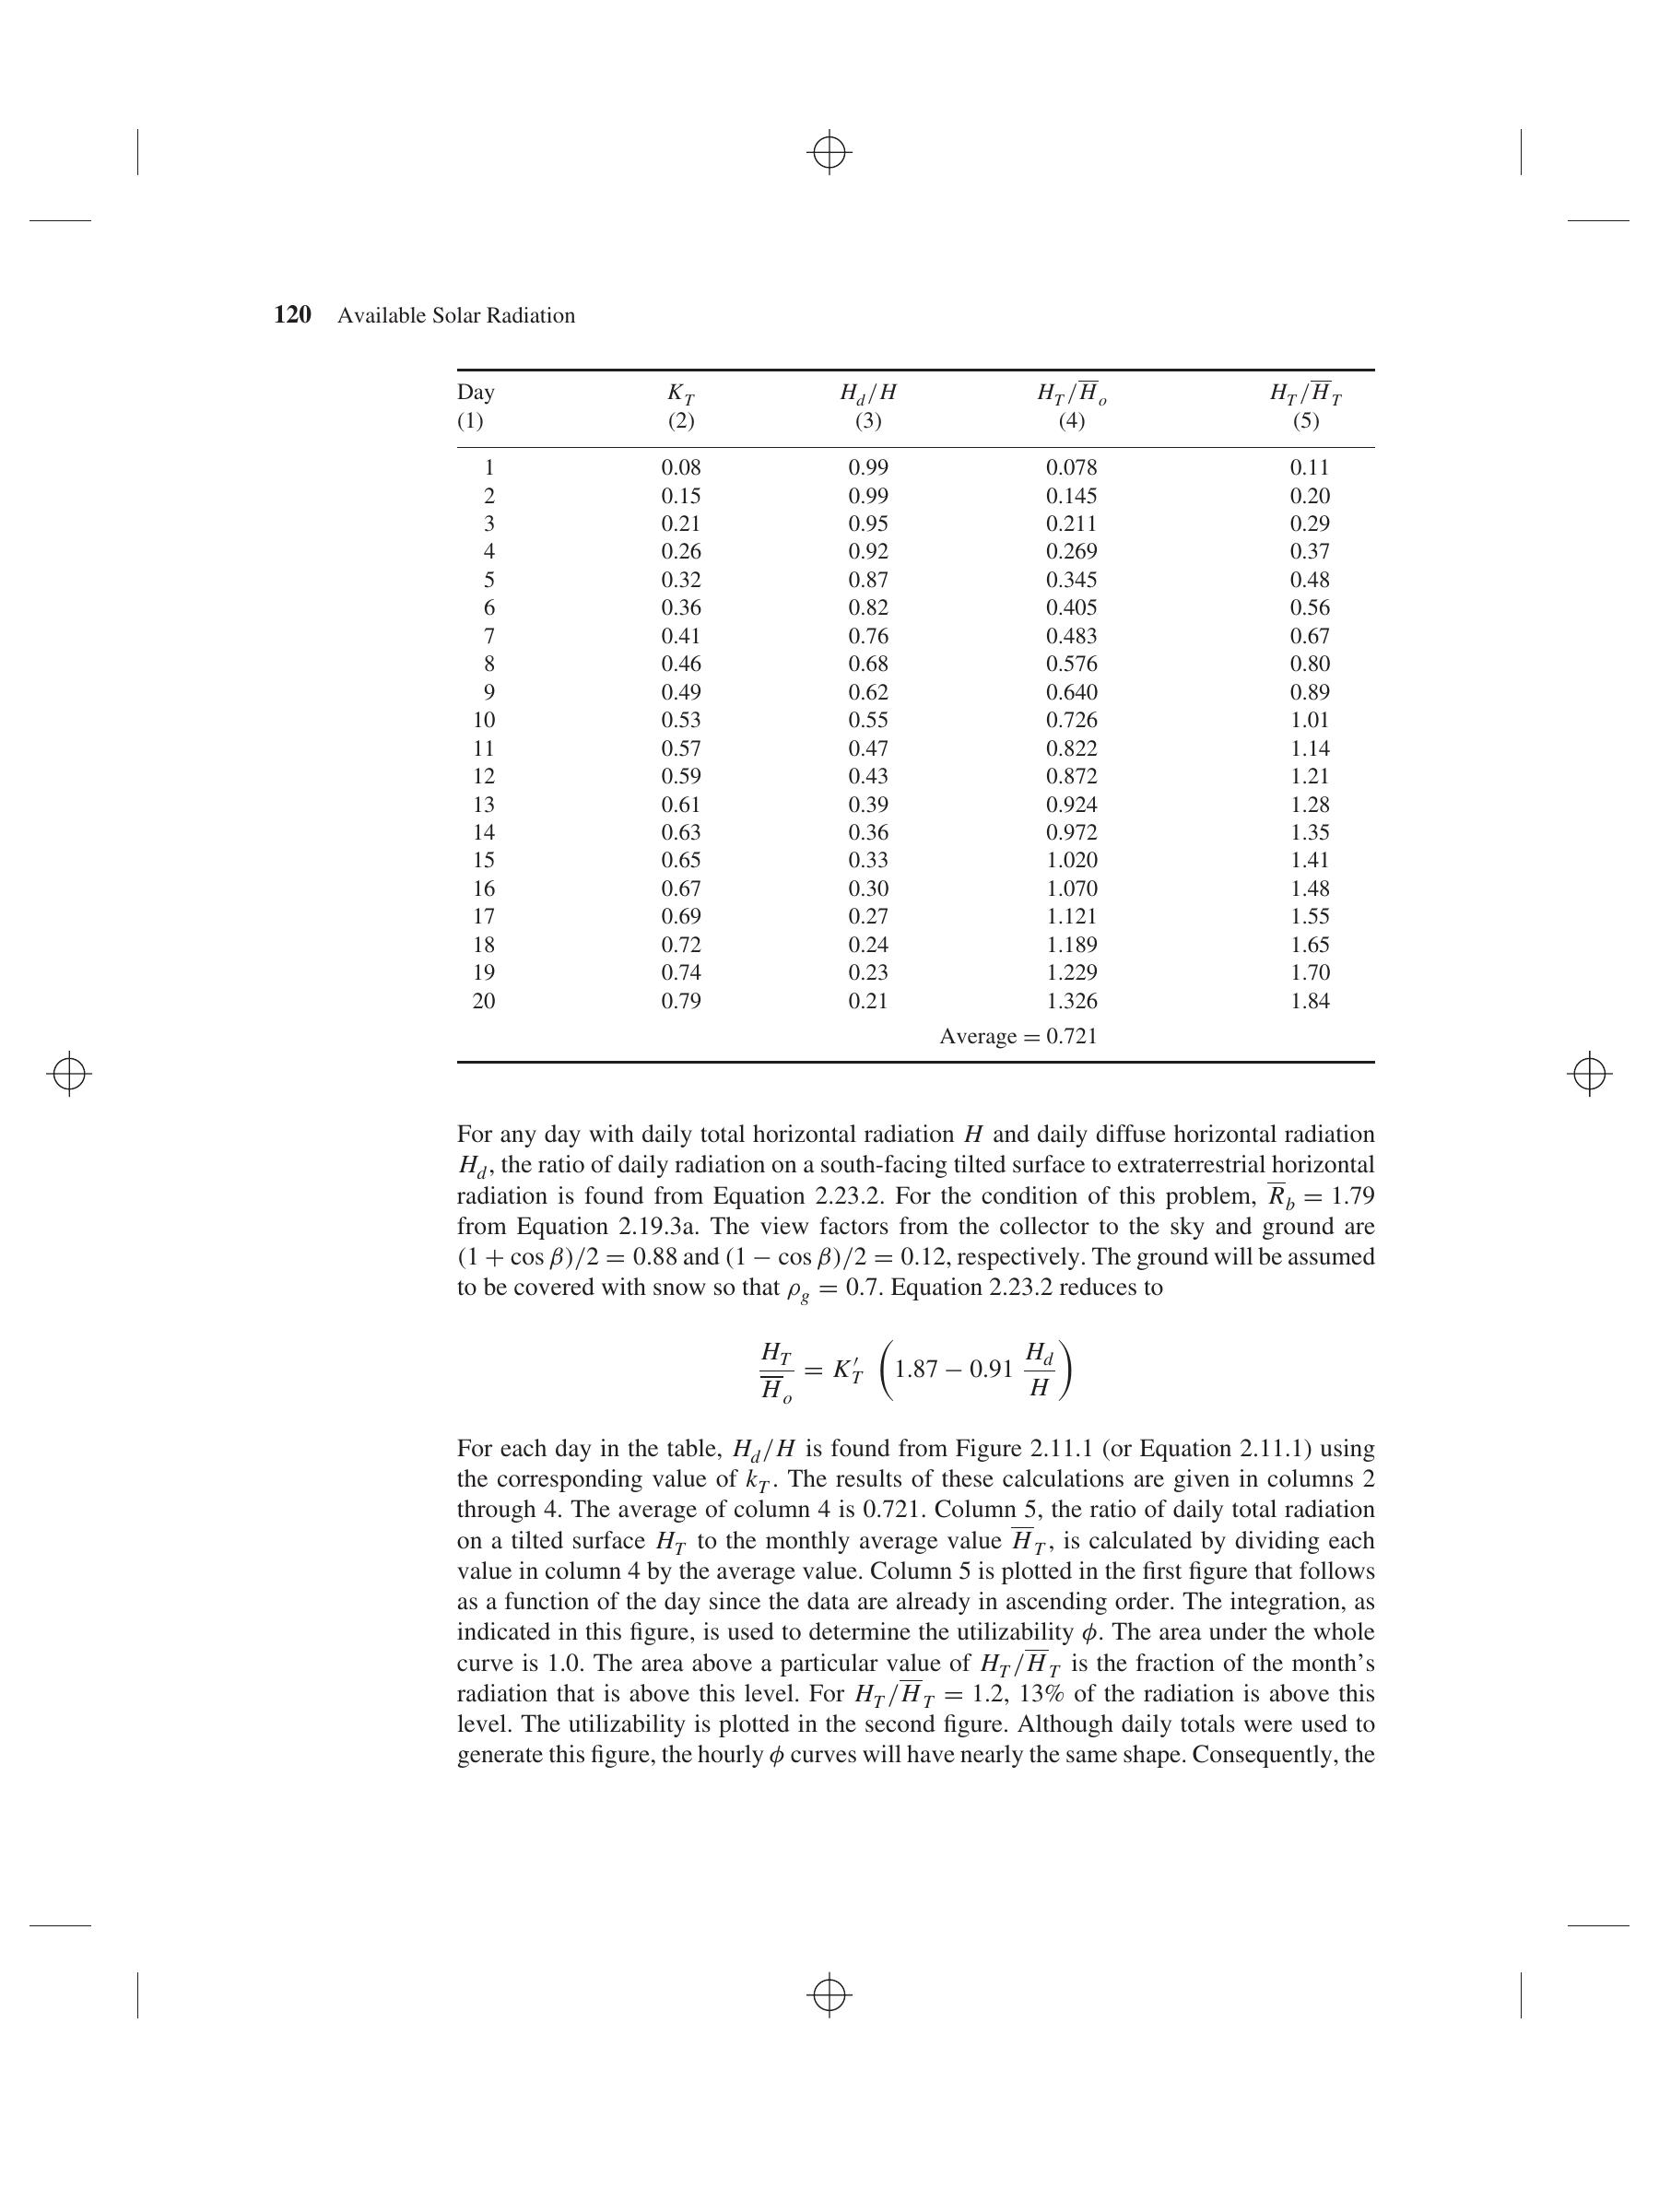 120 Available Solar Radiation
Day K_T H_d/H H_T/H̅_o H_T/H̅_T
(1) (2) (3) (4) (5)
1 0.08 0.99 0.078 0.11
2 0.15 0.99 0.145 0.20
3 0.21 0.95 0.211 0.29
4 0.26 0.92 0.269 0.37
5 0.32 0.87 0.345 0.48
6 0.36 0.82 0.405 0.56
7 0.41 0.76 0.483 0.67
8 0.46 0.68 0.576 0.80
9 0.49 0.62 0.640 0.89
10 0.53 0.55 0.726 1.01
11 0.57 0.47 0.822 1.14
12 0.59 0.43 0.872 1.21
13 0.61 0.39 0.924 1.28
14 0.63 0.36 0.972 1.35
15 0.65 0.33 1.020 1.41
16 0.67 0.30 1.070 1.48
17 0.69 0.27 1.121 1.55
18 0.72 0.24 1.189 1.65
19 0.74 0.23 1.229 1.70
20 0.79 0.21 1.326 1.84
Average = 0.721
For any day with daily total horizontal radiation H and daily diffuse horizontal radiation
H_d, the ratio of daily radiation on a south-facing tilted surface to extraterrestrial horizontal
radiation is found from Equation 2.23.2. For the condition of this problem, R̅_b = 1.79
from Equation 2.19.3a. The view factors from the collector to the sky and ground are
(1 + cos β)/2 = 0.88 and (1 − cos β)/2 = 0.12, respectively. The ground will be assumed
to be covered with snow so that ρ_g = 0.7. Equation 2.23.2 reduces to
H_T/H̅_o = K′_T (1.87 − 0.91 H_d/H)
For each day in the table, H_d/H is found from Figure 2.11.1 (or Equation 2.11.1) using
the corresponding value of k_T. The results of these calculations are given in columns 2
through 4. The average of column 4 is 0.721. Column 5, the ratio of daily total radiation
on a tilted surface H_T to the monthly average value H̅_T, is calculated by dividing each
value in column 4 by the average value. Column 5 is plotted in the first figure that follows
as a function of the day since the data are already in ascending order. The integration, as
indicated in this figure, is used to determine the utilizability ϕ. The area under the whole
curve is 1.0. The area above a particular value of H_T/H̅_T is the fraction of the month's
radiation that is above this level. For H_T/H̅_T = 1.2, 13% of the radiation is above this
level. The utilizability is plotted in the second figure. Although daily totals were used to
generate this figure, the hourly ϕ curves will have nearly the same shape. Consequently, the